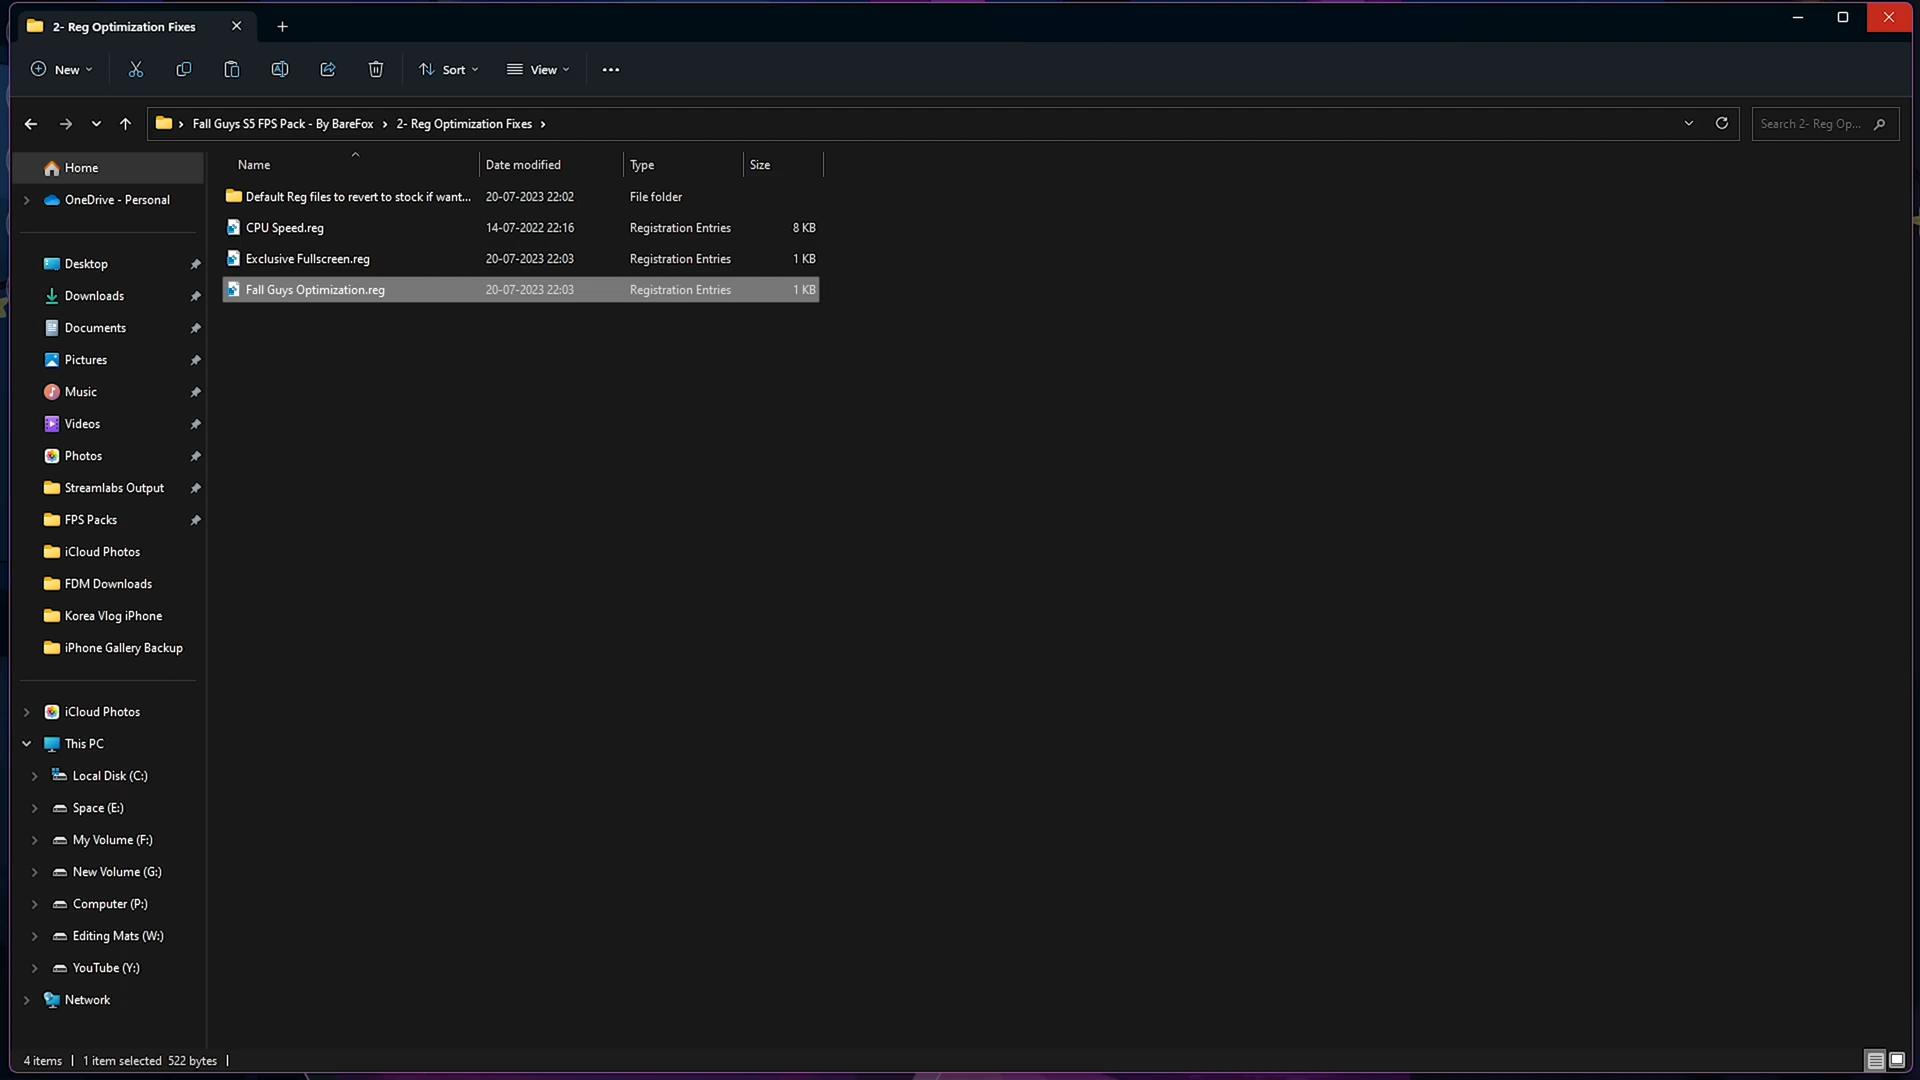 2- Reg Optimization Fixes
New
Sort
View
Fall Guys S5 FPS Pack - By BareFox
2- Reg Optimization Fixes
Search 2- Reg Op...
Name
Date modified
Type
Size
Default Reg files to revert to stock if want... 20-07-2023 22:02 File folder
CPU Speed.reg 14-07-2022 22:16 Registration Entries 8 KB
Exclusive Fullscreen.reg 20-07-2023 22:03 Registration Entries 1 KB
Fall Guys Optimization.reg 20-07-2023 22:03 Registration Entries 1 KB
Home
OneDrive - Personal
Desktop
Downloads
Documents
Pictures
Music
Videos
Photos
Streamlabs Output
FPS Packs
iCloud Photos
FDM Downloads
Korea Vlog iPhone
iPhone Gallery Backup
iCloud Photos
This PC
Local Disk (C:)
Space (E:)
My Volume (F:)
New Volume (G:)
Computer (P:)
Editing Mats (W:)
YouTube (Y:)
Network
4 items
1 item selected 522 bytes